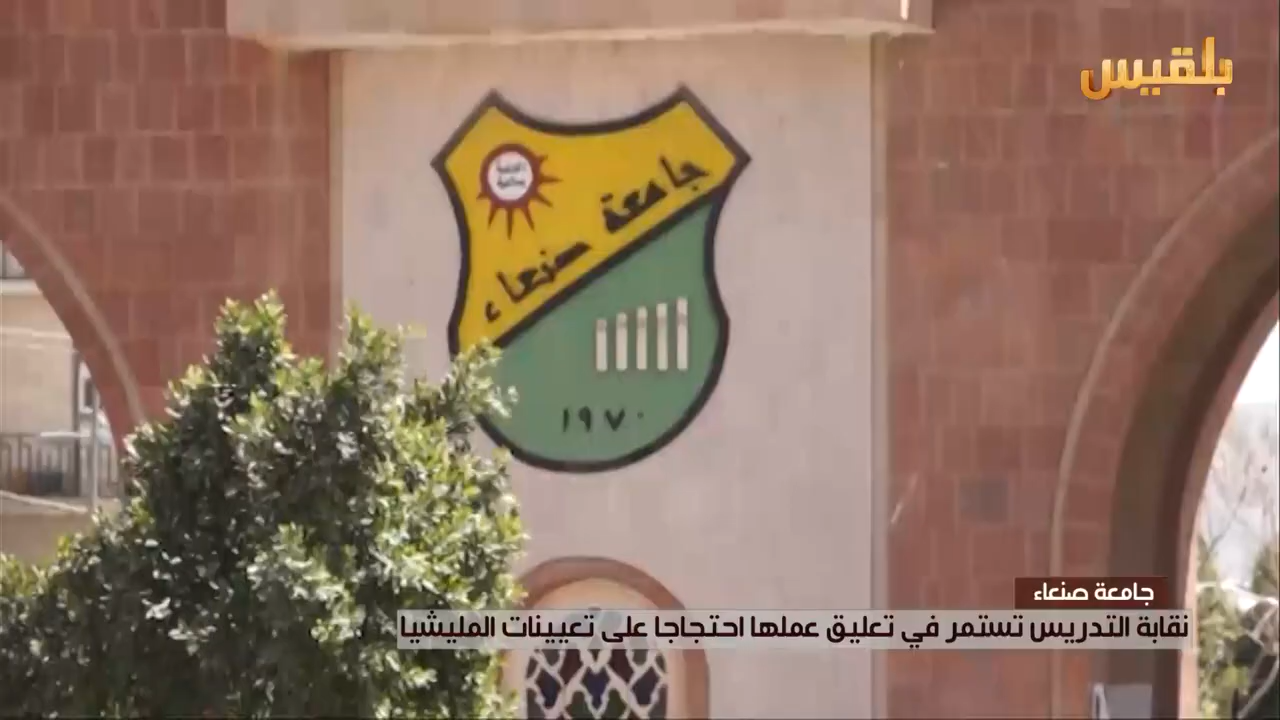 بلقيس
جامعة صنعاء
١٩٧٠
جامعة صنعاء
نقابة التدريس تستمر في تعليق عملها احتجاجا على تعيينات المليشيا